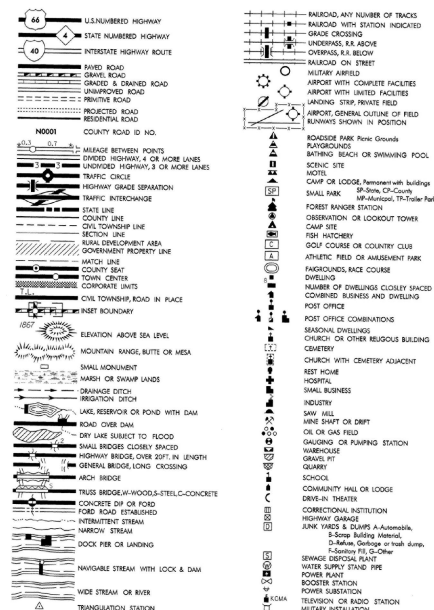 66 U.S.NUMBERED HIGHWAY
4 STATE NUMBERED HIGHWAY
40 INTERSTATE HIGHWAY ROUTE
PAVED ROAD
GRAVEL ROAD
GRADED & DRAINED ROAD
UNIMPROVED ROAD
PRIMITIVE ROAD
PROJECTED ROAD
RESIDENTIAL ROAD
N0001 COUNTY ROAD ID NO.
0.3 0.7 MILEAGE BETWEEN POINTS
DIVIDED HIGHWAY, 4 OR MORE LANES
3 3 UNDIVIDED HIGHWAY, 3 OR MORE LANES
TRAFFIC CIRCLE
HIGHWAY GRADE SEPARATION
TRAFFIC INTERCHANGE
STATE LINE
COUNTY LINE
CIVIL TOWNSHIP LINE
SECTION LINE
RURAL DEVELOPMENT AREA
GOVERNMENT PROPERTY LINE
MATCH LINE
COUNTY SEAT
TOWN CENTER
CORPORATE LIMITS
T.L. CIVIL TOWNSHIP, ROAD IN PLACE
INSET BOUNDARY
1867 ELEVATION ABOVE SEA LEVEL
MOUNTAIN RANGE, BUTTE OR MESA
SMALL MONUMENT
MARSH OR SWAMP LANDS
DRAINAGE DITCH
IRRIGATION DITCH
LAKE, RESERVOIR OR POND WITH DAM
ROAD OVER DAM
DRY LAKE SUBJECT TO FLOOD
SMALL BRIDGES CLOSELY SPACED
HIGHWAY BRIDGE, OVER 20FT. IN LENGTH
GENERAL BRIDGE, LONG CROSSING
ARCH BRIDGE
TRUSS BRIDGE,W-WOOD,S-STEEL,C-CONCRETE
CONCRETE DIP OR FORD
FORD ROAD ESTABLISHED
INTERMITTENT STREAM
NARROW STREAM
DOCK PIER OR LANDING
NAVIGABLE STREAM WITH LOCK & DAM
WIDE STREAM OR RIVER
TRIANGULATION STATION
RAILROAD, ANY NUMBER OF TRACKS
RAILROAD WITH STATION INDICATED
GRADE CROSSING
UNDERPASS, R.R. ABOVE
OVERPASS, R.R. BELOW
RAILROAD ON STREET
MILITARY AIRFIELD
AIRPORT WITH COMPLETE FACILITIES
AIRPORT WITH LIMITED FACILITIES
LANDING STRIP, PRIVATE FIELD
AIRPORT, GENERAL OUTLINE OF FIELD
RUNWAYS SHOWN IN POSITION
ROADSIDE PARK Picnic Grounds
PLAYGROUNDS
BATHING BEACH OR SWIMMING POOL
SCENIC SITE
MOTEL
CAMP OR LODGE, Permanent with buildings
SP SMALL PARK SP-State, CP-County
MP-Municopal, TP-Trailer Park
FOREST RANGER STATION
OBSERVATION OR LOOKOUT TOWER
CAMP SITE
FISH HATCHERY
C GOLF COURSE OR COUNTRY CLUB
A ATHLETIC FIELD OR AMUSEMENT PARK
FAIGROUNDS, RACE COURSE
DWELLING
8 NUMBER OF DWELLINGS CLOSLEY SPACED
COMBINED BUSINESS AND DWELLING
POST OFFICE
POST OFFICE COMBINATIONS
SEASONAL DWELLINGS
CHURCH OR OTHER RELIGOUS BUILDING
T CEMETERY
CHURCH WITH CEMETERY ADJACENT
REST HOME
HOSPITAL
SMALL BUSINESS
INDUSTRY
SAW MILL
MINE SHAFT OR DRIFT
OIL OR GAS FIELD
GAUGING OR PUMPING STATION
WAREHOUSE
GRAVEL PIT
QUARRY
SCHOOL
COMMUNITY HALL OR LODGE
DRIVE-IN THEATER
CORRECTIONAL INSTITUTION
HIGHWAY GARAGE
D JUNK YARDS & DUMPS A-Automobile,
B-Scrap Building Material,
D-Refuse, Garbage or trash dump,
F-Sanitary Fill, G-Other
S SEWAGE DISPOSAL PLANT
WATER SUPPLY STAND PIPE
POWER PLANT
BOOSTER STATION
POWER SUBSTATION
KCMA TELEVISION OR RADIO STATION
MILITARY INSTALLATION